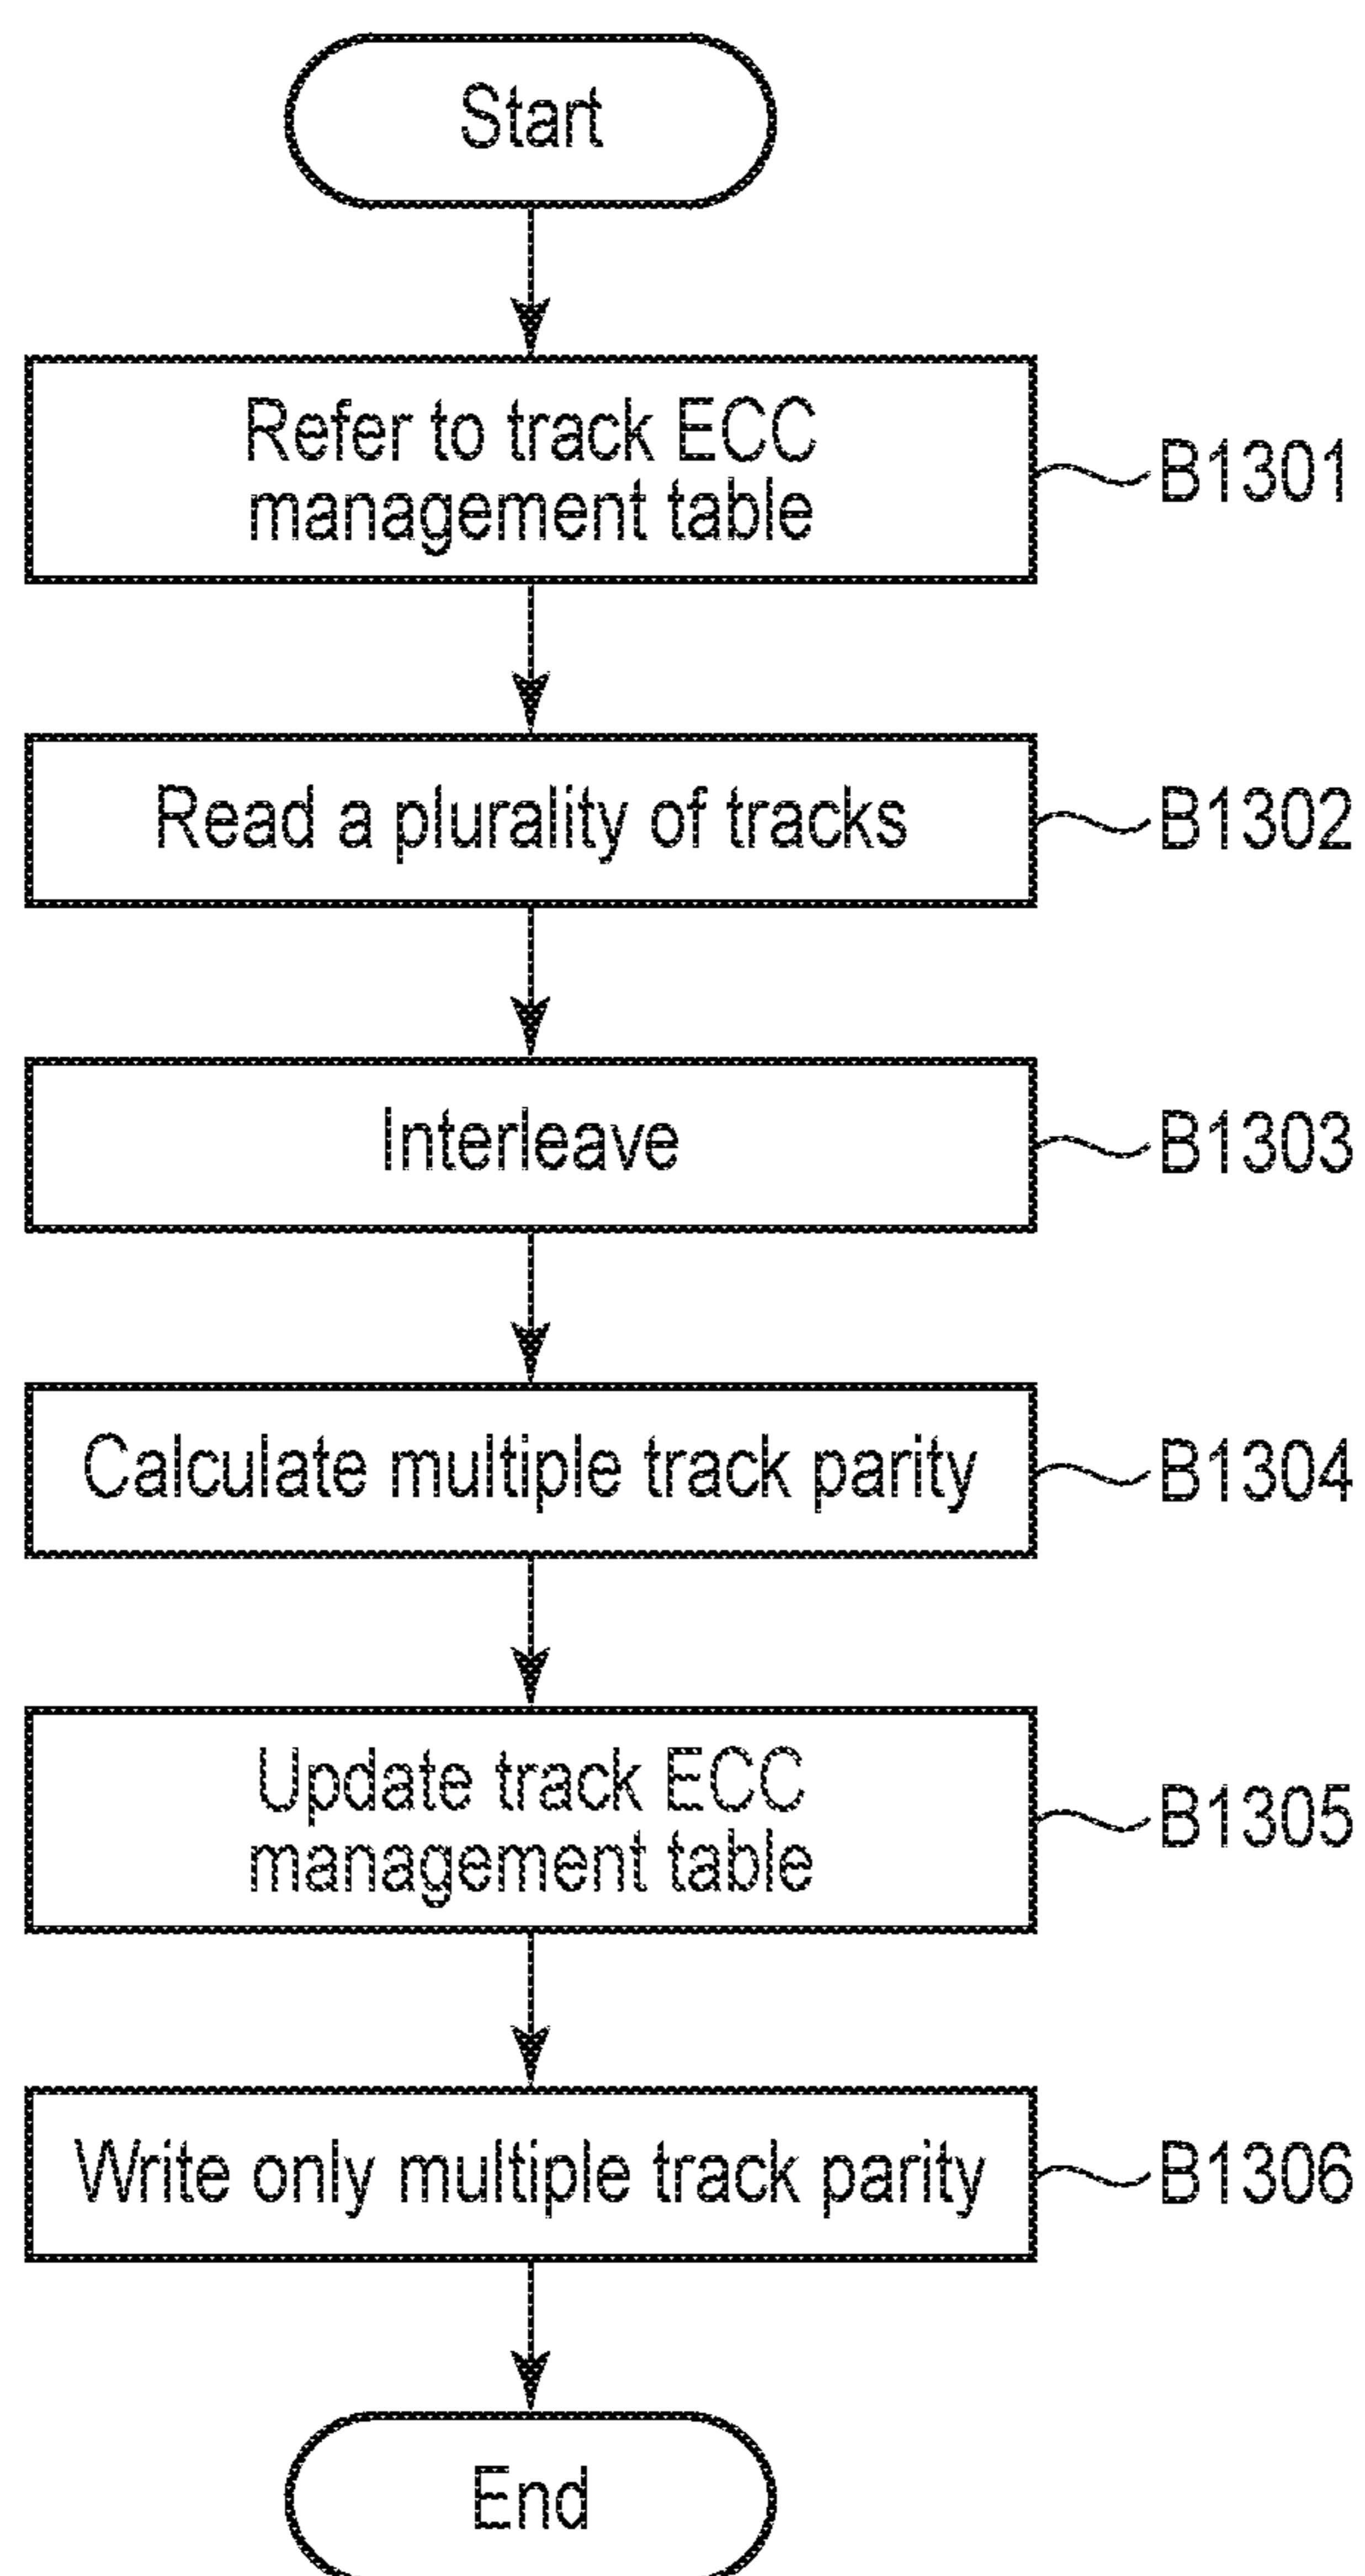 Start
Refer to track ECC
management table
B1301
Read a plurality of tracks
B1302
Interleave
B1303
Calculate multiple track parity
B1304
Update track ECC
management table
B1305
Write only multiple track parity
B1306
End